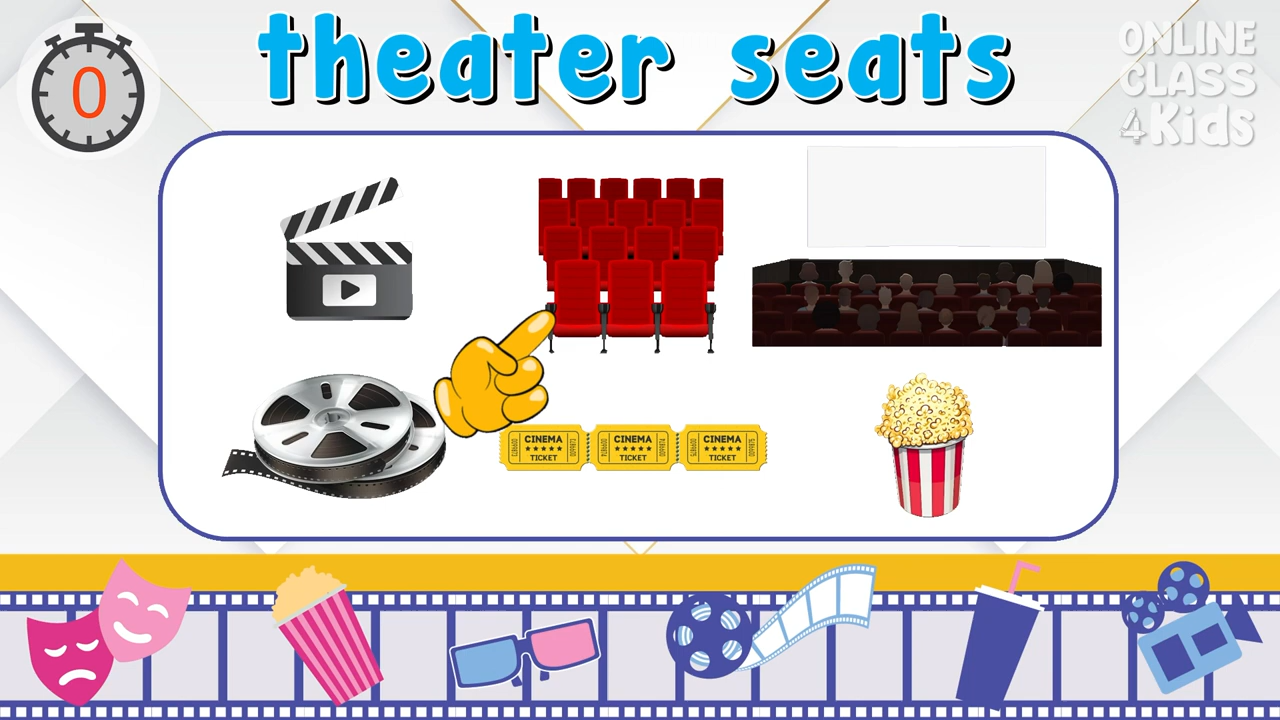 theater seats
0
ONLINE
CLASS
4Kids
CINEMA
TICKET
CINEMA
TICKET
CINEMA
TICKET